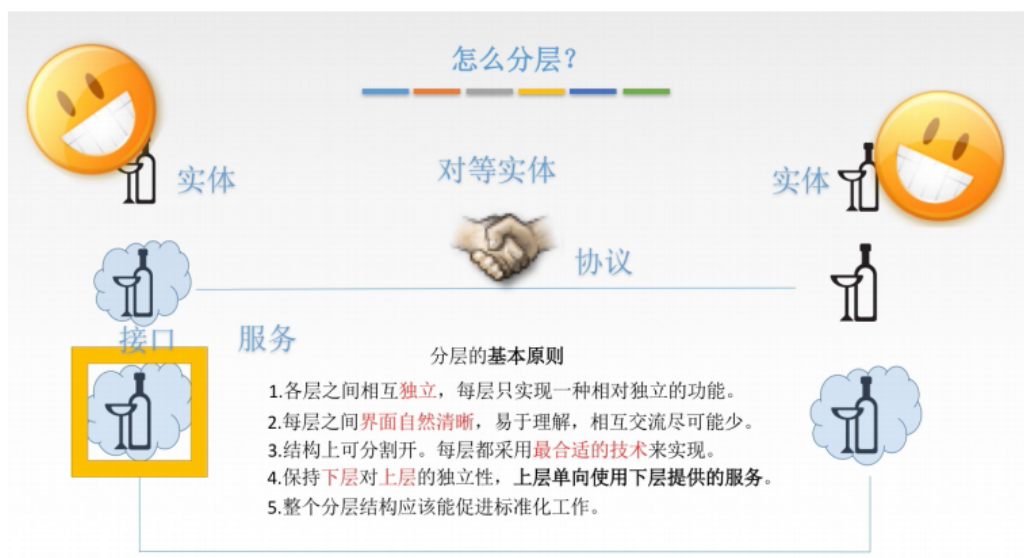 怎么分层?
对等实体
实体
实体
协议
接口
服务
分层的基本原则
1.各层之间相互独立，每层只实现一种相对独立的功能。
2.每层之间界面自然清晰，易于理解，相互交流尽可能少。
3.结构上可分割开。每层都采用最合适的技术来实现。
4.保持下层对上层的独立性，上层单向使用下层提供的服务。
5.整个分层结构应该能促进标准化工作。